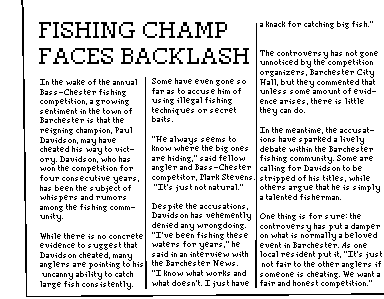 FISHING CHAMP
FACES BACKLASH
In the wake of the annual
Bass-Chester fishing
competition, a growing
sentiment in the town of
Barchester is that the
reigning champion, Paul
Davidson, may have
cheated his way to vict-
ory. Davidson, who has
won the competition for
four consecutive years,
has been the subject of
whispers and rumors
among the fishing comm-
unity.
While there is no concrete
evidence to suggest that
Davidson cheated, many
anglers are pointing to his
uncanny ability to catch
large fish consistently.
Some have even gone so
far as to accuse him of
using illegal fishing
techniques or secret
baits.
"He always seems to
know where the big ones
are hiding," said fellow
angler and Bass-Chester
competitor, Mark Stevens.
"It's just not natural."
Despite the accusations,
Davidson has vehemently
denied any wrongdoing.
"I've been fishing these
waters for years," he
said in an interview with
the Barchester News.
"I know what works and
what doesn't. I just have
a knack for catching big fish."
The controversy has not gone
unnoticed by the competition
organizers, Barchester City
Hall, but they commented that
unless some amount of evid-
ence arises, there is little
they can do.
In the meantime, the accusat-
ions have sparked a lively
debate within the Barchester
fishing community. Some are
calling for Davidson to be
stripped of his titles, while
others argue that he is simply
a talented fisherman.
One thing is for sure: the
controversy has put a damper
on what is normally a beloved
event in Barchester. As one
local resident put it, "It's just
not fair to the other anglers if
someone is cheating. We want a
fair and honest competition."